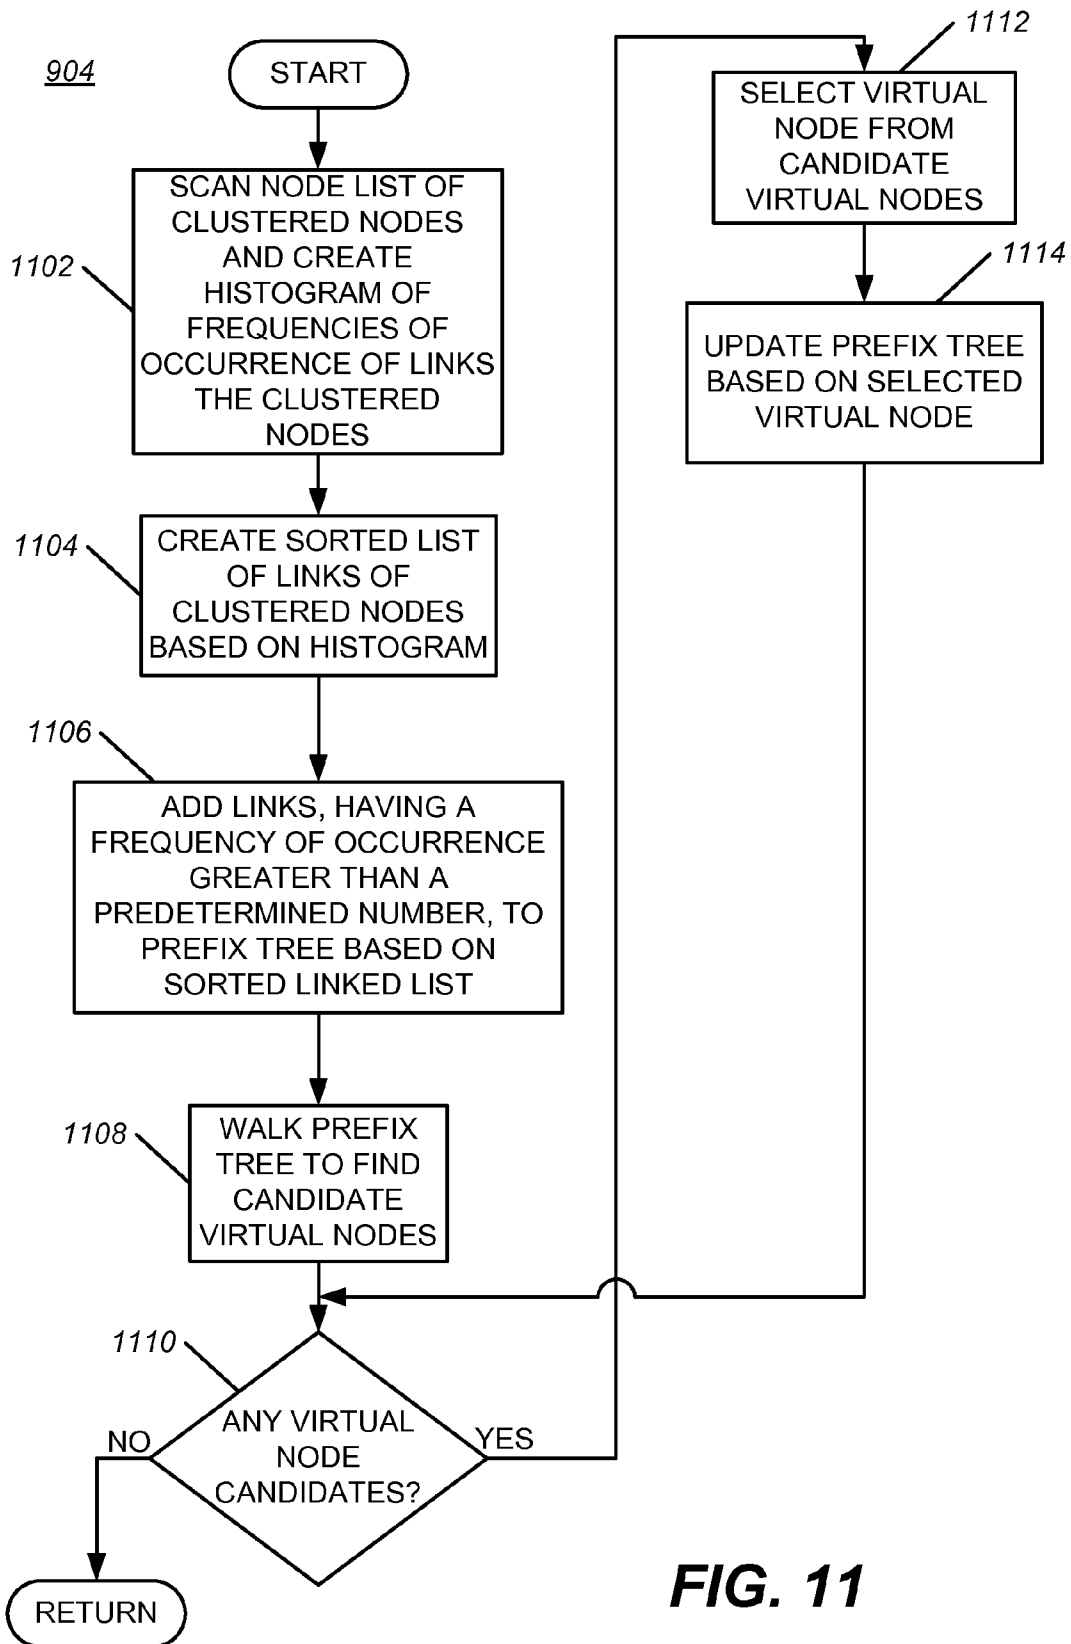 904
START
1102
SCAN NODE LIST OF
CLUSTERED NODES
AND CREATE
HISTOGRAM OF
FREQUENCIES OF
OCCURRENCE OF LINKS
THE CLUSTERED
NODES
1104
CREATE SORTED LIST
OF LINKS OF
CLUSTERED NODES
BASED ON HISTOGRAM
1106
ADD LINKS, HAVING A
FREQUENCY OF OCCURRENCE
GREATER THAN A
PREDETERMINED NUMBER, TO
PREFIX TREE BASED ON
SORTED LINKED LIST
1108
WALK PREFIX
TREE TO FIND
CANDIDATE
VIRTUAL NODES
1110
ANY VIRTUAL
NODE
CANDIDATES?
NO
YES
RETURN
1112
SELECT VIRTUAL
NODE FROM
CANDIDATE
VIRTUAL NODES
1114
UPDATE PREFIX TREE
BASED ON SELECTED
VIRTUAL NODE
FIG. 11